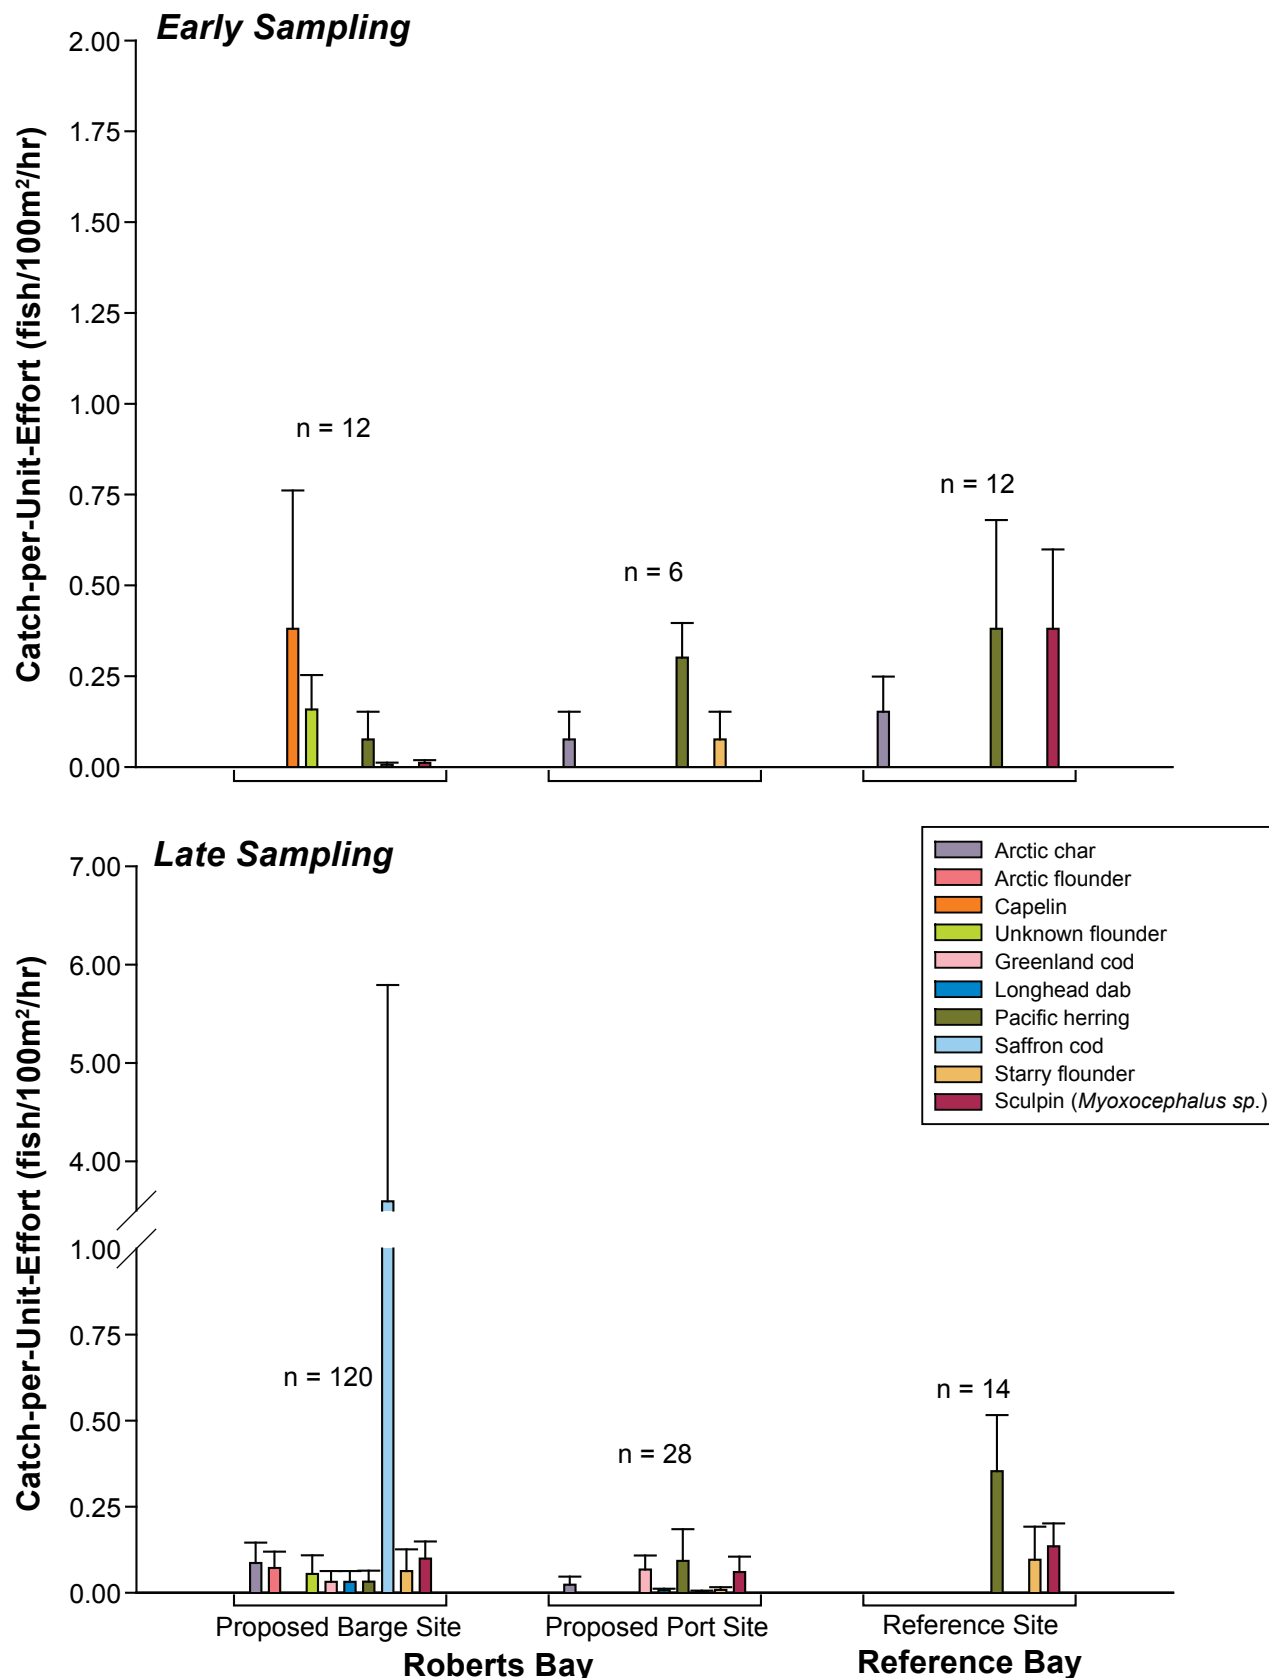 Early Sampling
Catch-per-Unit-Effort (fish/100m²/hr)
2.00
1.75
1.50
1.25
1.00
0.75
0.50
0.25
0.00
n = 12
n = 6
n = 12
Late Sampling
Catch-per-Unit-Effort (fish/100m²/hr)
7.00
6.00
5.00
4.00
1.00
0.75
0.50
0.25
0.00
Arctic char
Arctic flounder
Capelin
Unknown flounder
Greenland cod
Longhead dab
Pacific herring
Saffron cod
Starry flounder
Sculpin (Myoxocephalus sp.)
n = 120
n = 28
n = 14
Proposed Barge Site
Proposed Port Site
Reference Site
Roberts Bay
Reference Bay